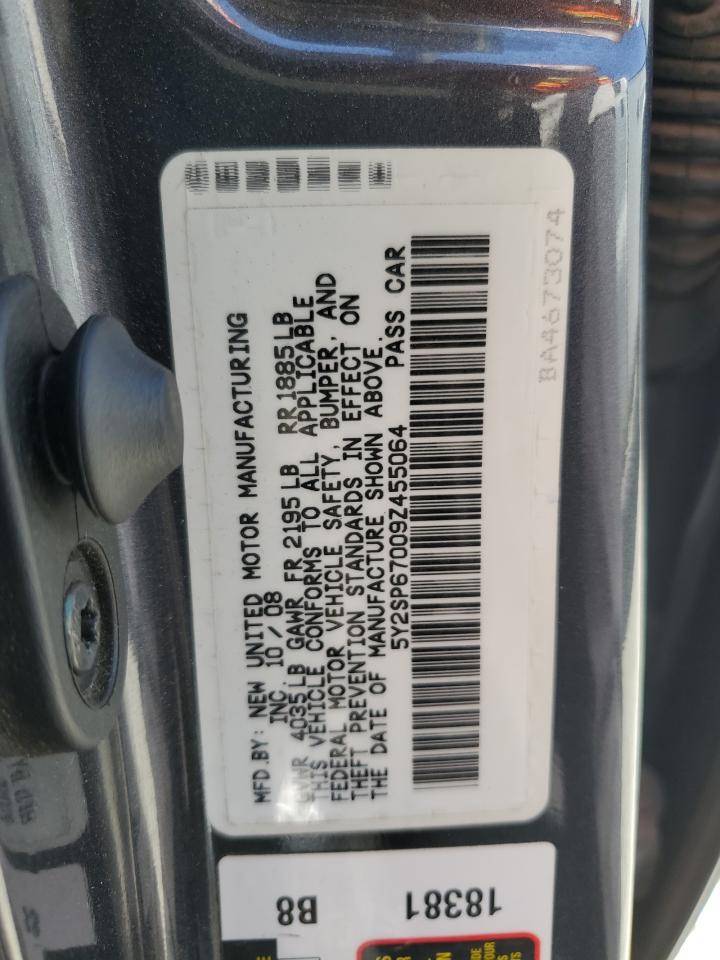 MFD.BY: NEW UNITED MOTOR MANUFACTURING
INC. 10/08
GVWR 4035LB GAWR FR 2195LB RR1885LB
THIS VEHICLE CONFORMS TO ALL APPLICABLE
FEDERAL MOTOR VEHICLE SAFETY, BUMPER, AND
THEFT PREVENTION STANDARDS IN EFFECT ON
THE DATE OF MANUFACTURE SHOWN ABOVE.
5Y2SP67009Z455064 PASS CAR
BA4673074
B8
18381